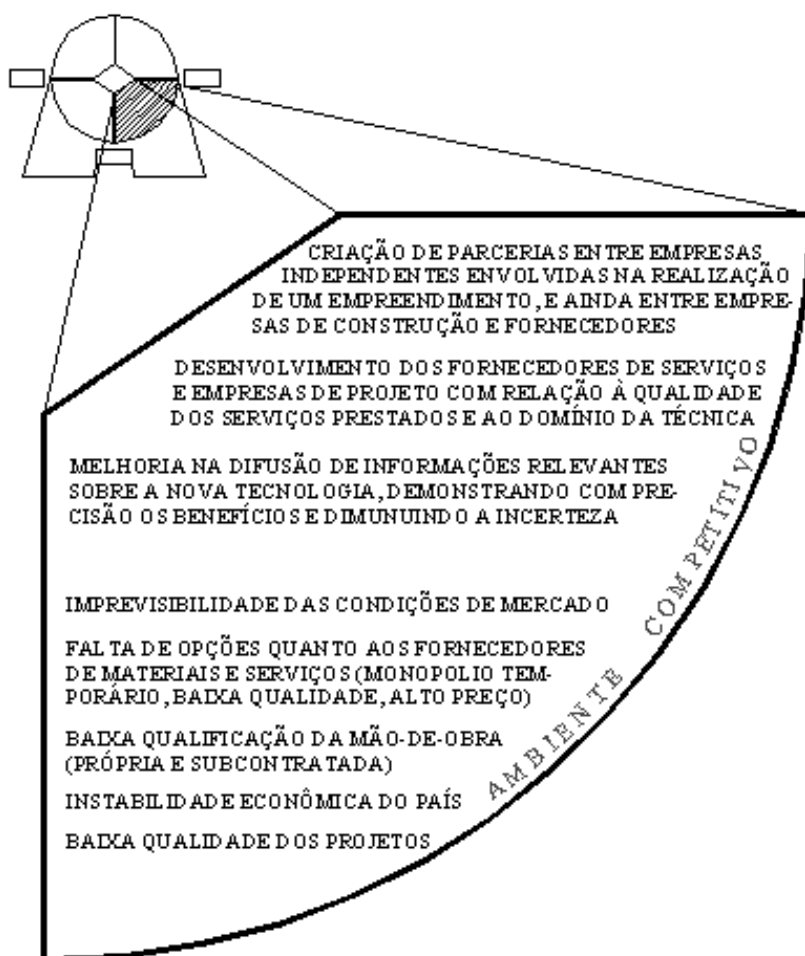 CRIAÇÃO DE PARCERIAS ENTRE EMPRESAS
INDEPENDENTES ENVOLVIDAS NA REALIZAÇÃO
DE UM EMPREENDIMENTO, E AINDA ENTRE EMPRE-
SAS DE CONSTRUÇÃO E FORNECEDORES
DESENVOLVIMENTO DOS FORNECEDORES DE SERVIÇOS
E EMPRESAS DE PROJETO COM RELAÇÃO À QUALIDADE
DOS SERVIÇOS PRESTADOS E AO DOMÍNIO DA TÉCNICA
MELHORIA NA DIFUSÃO DE INFORMAÇÕES RELEVANTES
SOBRE A NOVA TECNOLOGIA, DEMONSTRANDO COM PRE-
CISÃO OS BENEFÍCIOS E DIMUNUINDO A INCERTEZA
IMPREVISIBILIDADE DAS CONDIÇÕES DE MERCADO
FALTA DE OPÇÕES QUANTO AOS FORNECEDORES
DE MATERIAIS E SERVIÇOS (MONOPOLIO TEM-
PORÁRIO, BAIXA QUALIDADE, ALTO PREÇO)
BAIXA QUALIFICAÇÃO DA MÃO-DE-OBRA
(PRÓPRIA E SUBCONTRATADA)
INSTABILIDADE ECONÔMICA DO PAÍS
BAIXA QUALIDADE DOS PROJETOS
AMBIENTE COMPETITIVO